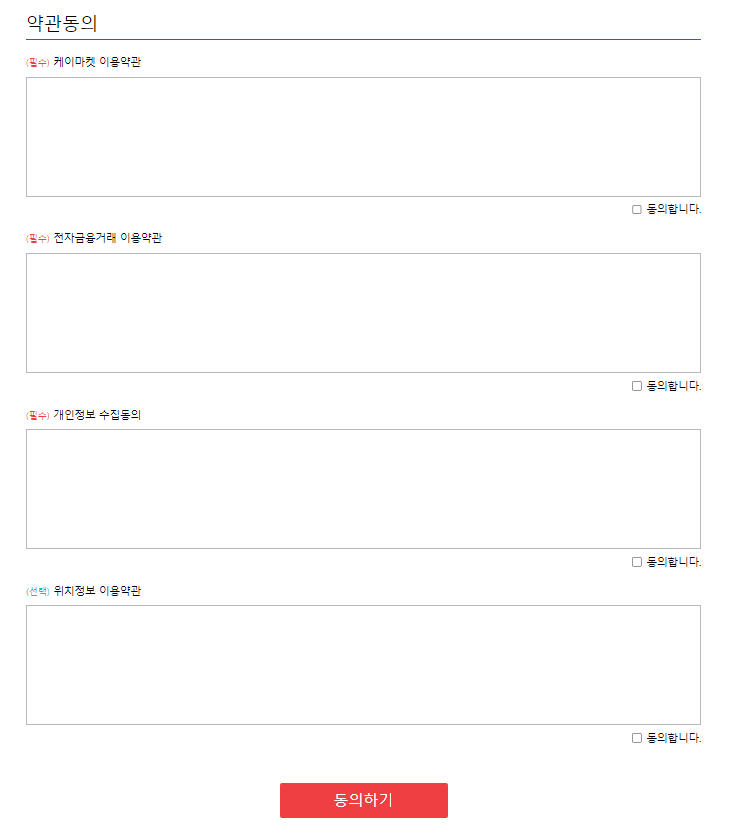 약관동의
(필수) 케이마켓 이용약관
동의합니다.
(필수) 전자금융거래 이용약관
동의합니다.
(필수) 개인정보 수집동의
동의합니다.
(선택) 위치정보 이용약관
동의합니다.
동의하기